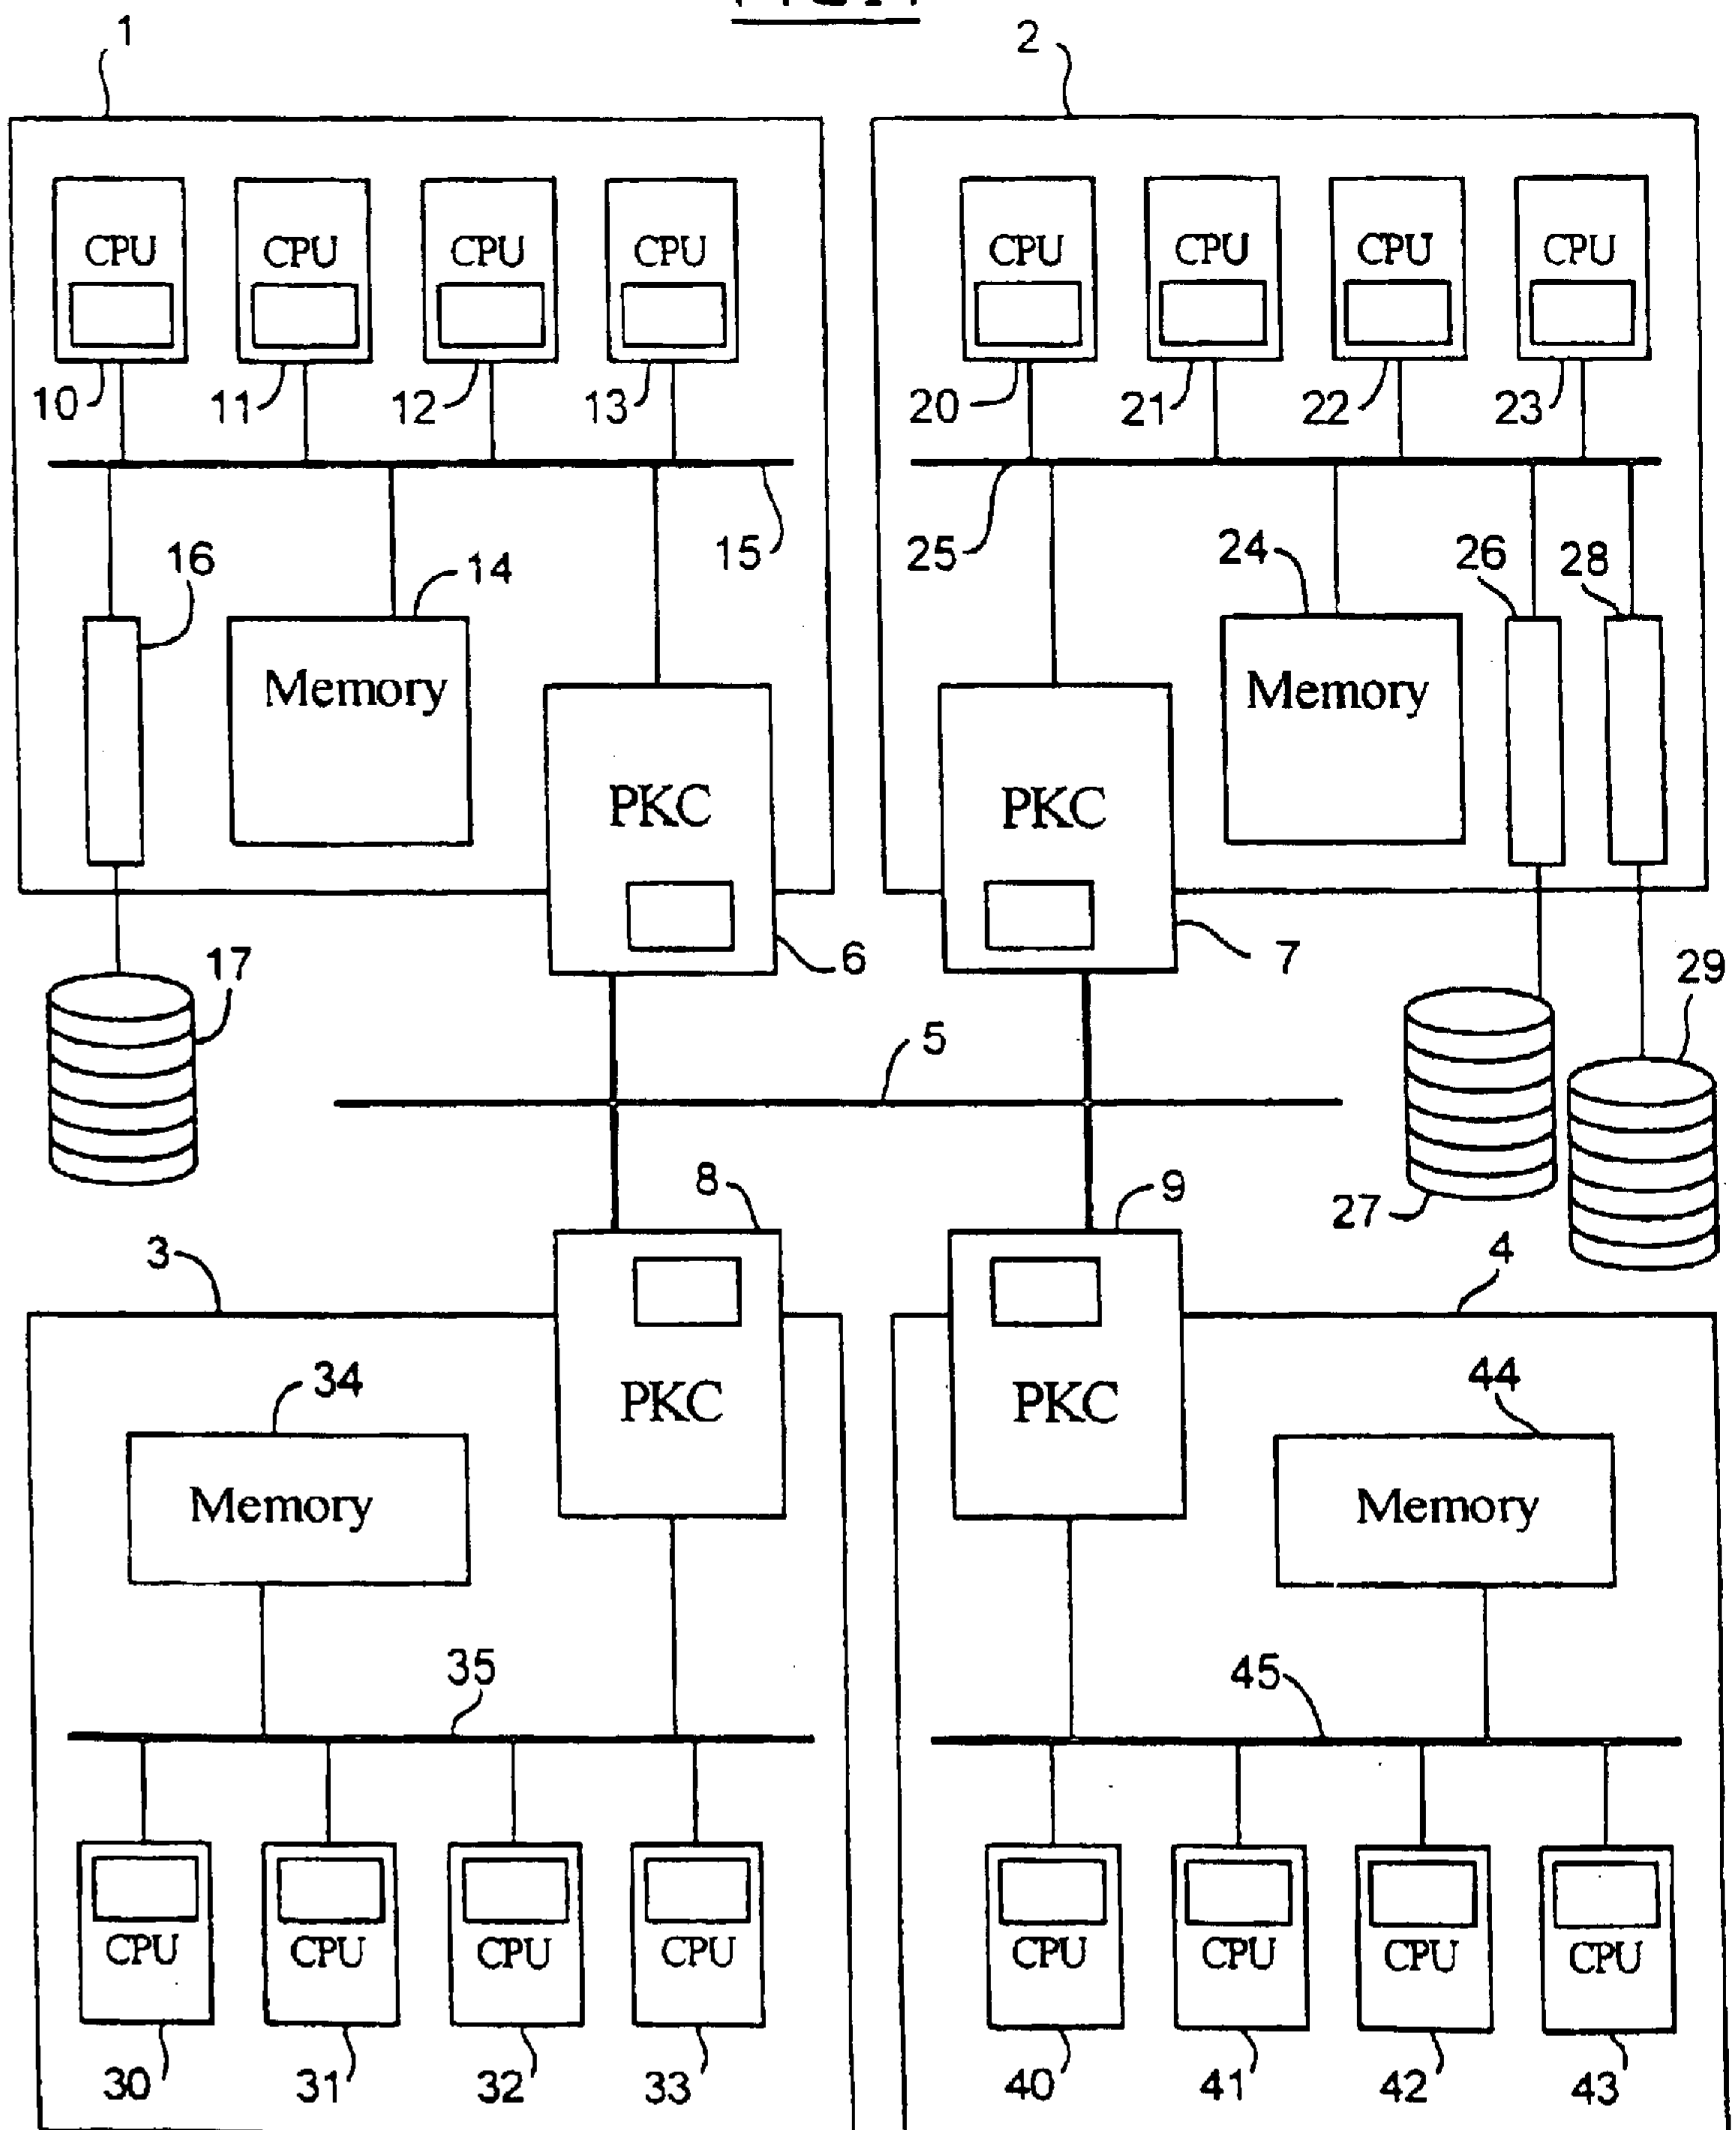 1 2
CPU CPU CPU CPU CPU CPU CPU CPU
10 11 12 13 20 21 22 23
15 25
16 14 24 26 28
Memory Memory
PKC PKC
6 7
17 29
5
27
8 9
3 4
PKC PKC
34 44
Memory Memory
35 45
CPU CPU CPU CPU CPU CPU CPU CPU
30 31 32 33 40 41 42 43